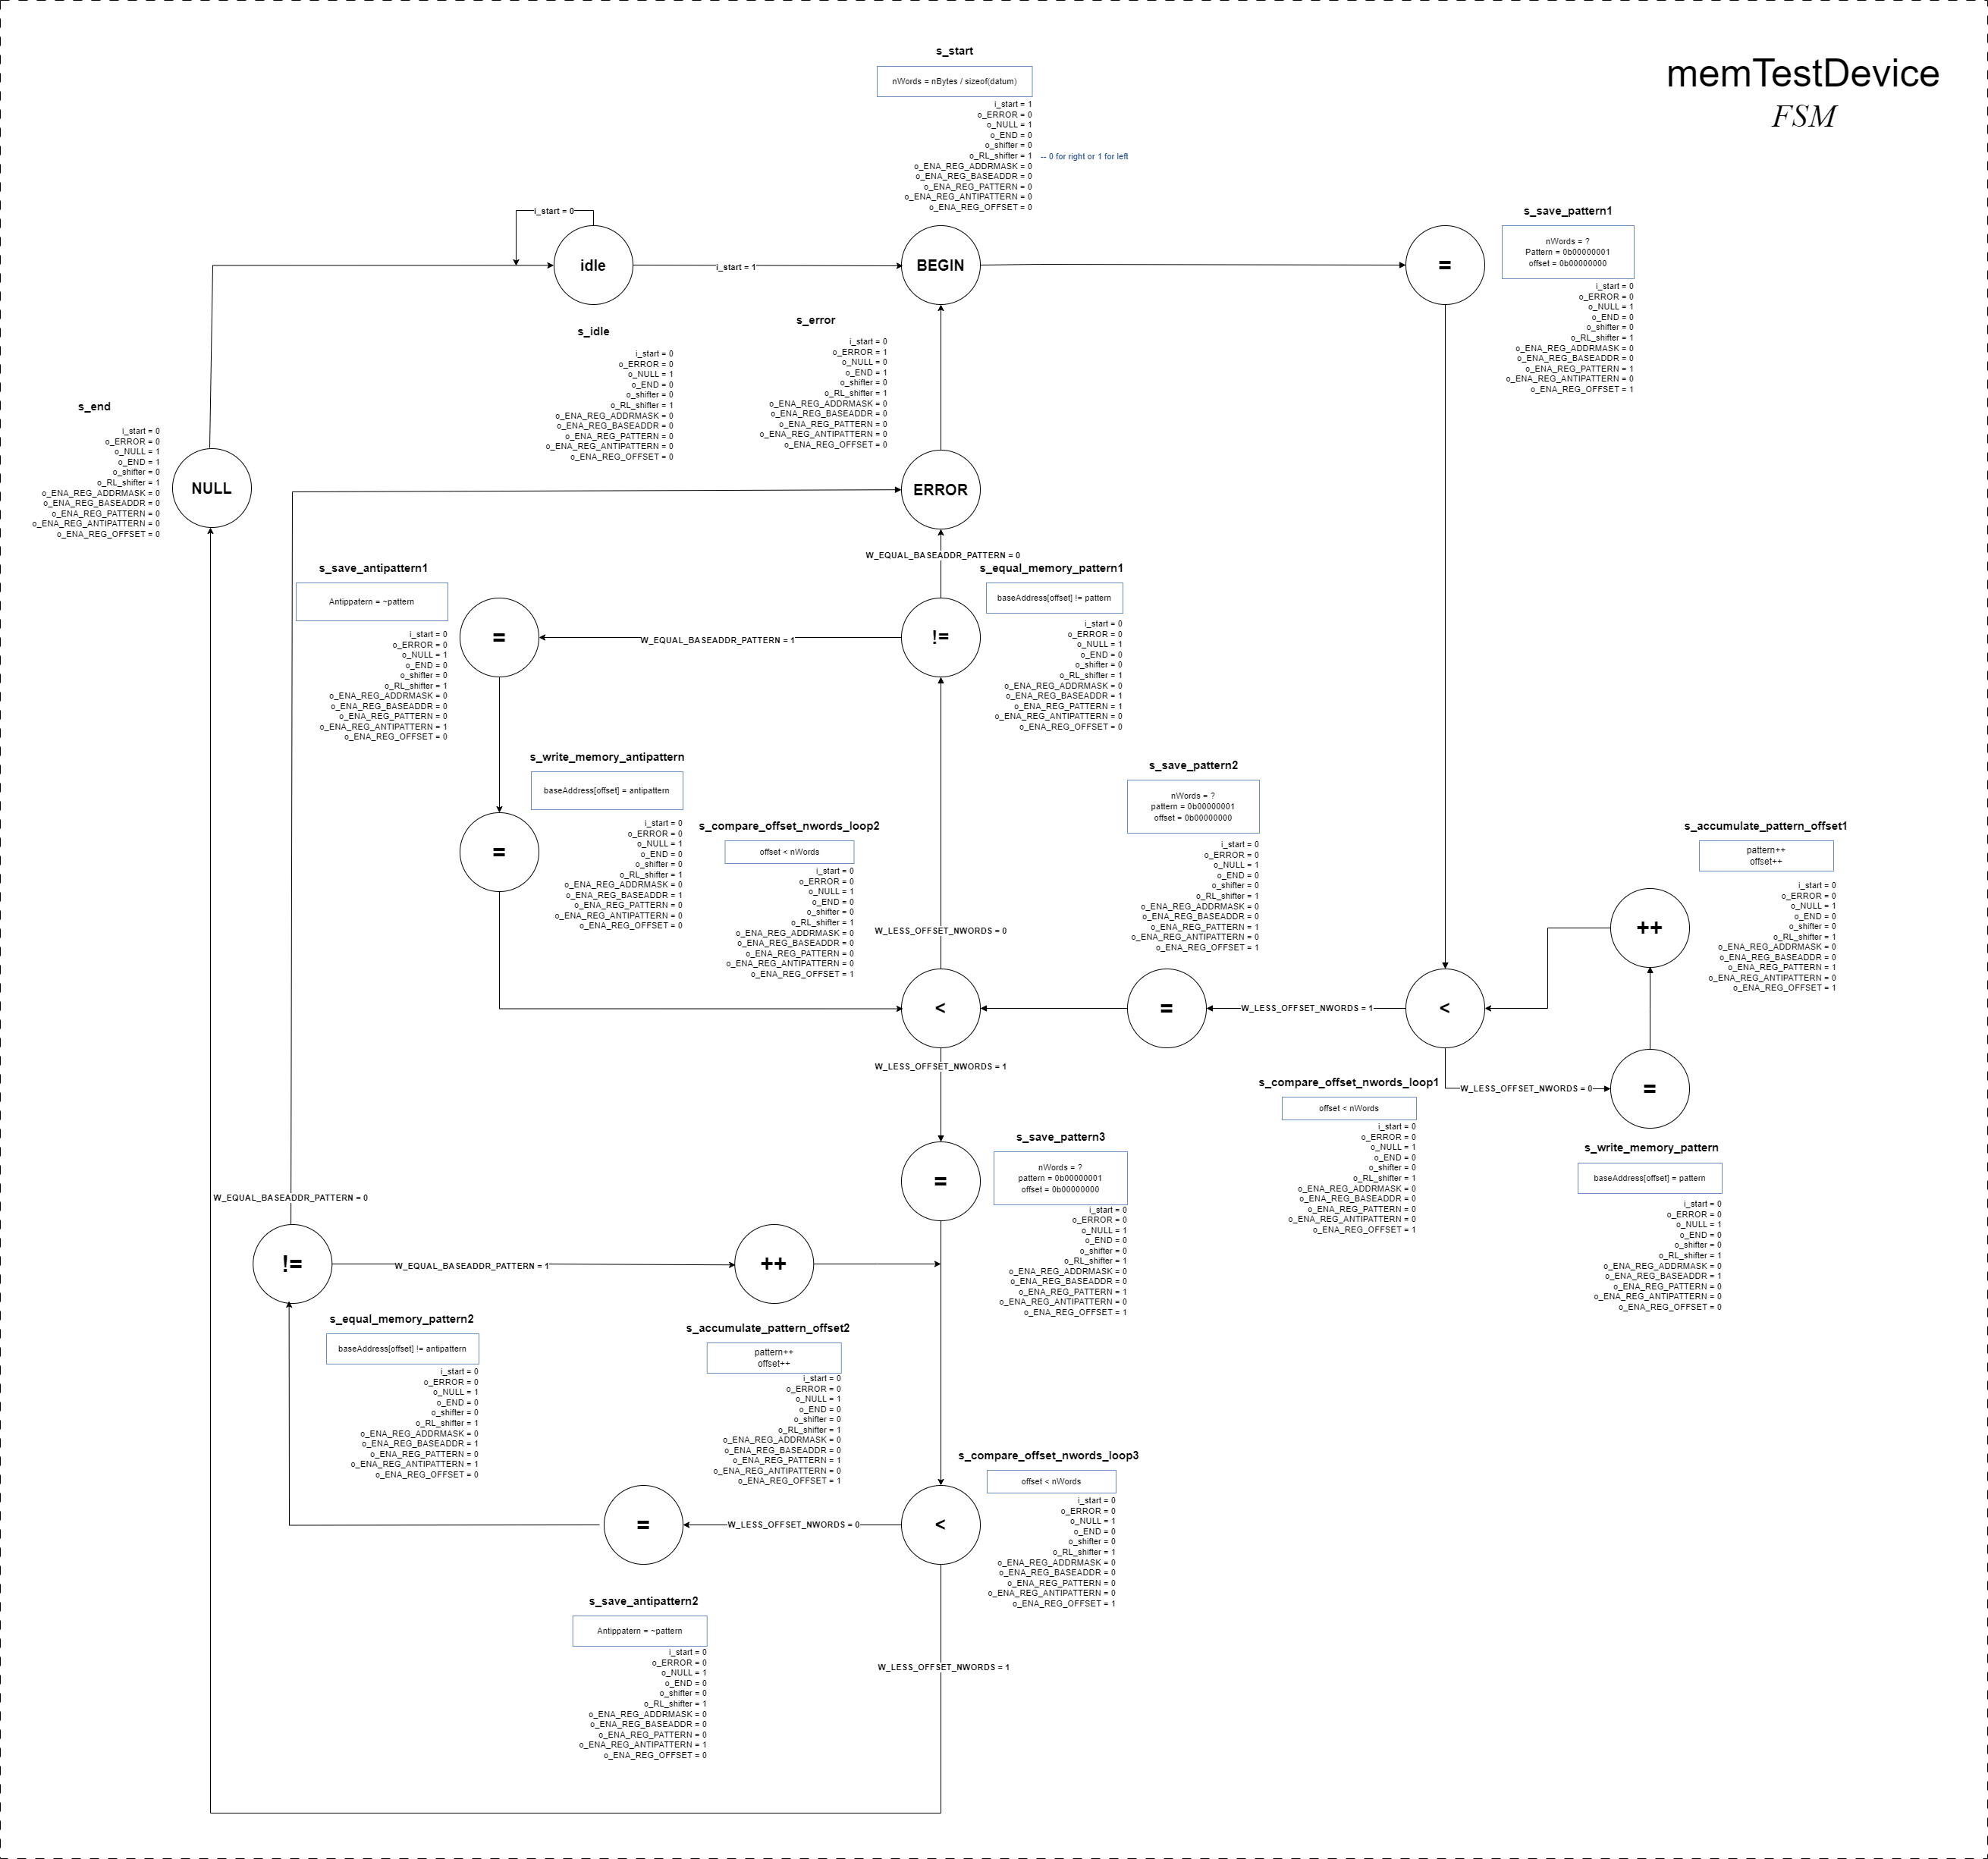 memTestDevice
FSM
s_start
nWords = nBytes / sizeof(datum)
i_start = 1
o_ERROR = 0
o_NULL = 1
o_END = 0
o_shifter = 0
o_RL_shifter = 1 -- 0 for right or 1 for left
o_ENA_REG_ADDRMASK = 0
o_ENA_REG_BASEADDR = 0
o_ENA_REG_PATTERN = 0
o_ENA_REG_ANTIPATTERN = 0
o_ENA_REG_OFFSET = 0
i_start = 0
idle
i_start = 1
BEGIN
=
s_save_pattern1
nWords = ?
Pattern = 0b00000001
offset = 0b00000000
i_start = 0
o_ERROR = 0
o_NULL = 1
o_END = 0
o_shifter = 0
o_RL_shifter = 1
o_ENA_REG_ADDRMASK = 0
o_ENA_REG_BASEADDR = 0
o_ENA_REG_PATTERN = 1
o_ENA_REG_ANTIPATTERN = 0
o_ENA_REG_OFFSET = 1
s_idle
i_start = 0
o_ERROR = 0
o_NULL = 1
o_END = 0
o_shifter = 0
o_RL_shifter = 1
o_ENA_REG_ADDRMASK = 0
o_ENA_REG_BASEADDR = 0
o_ENA_REG_PATTERN = 0
o_ENA_REG_ANTIPATTERN = 0
o_ENA_REG_OFFSET = 0
s_error
i_start = 0
o_ERROR = 1
o_NULL = 0
o_END = 1
o_shifter = 0
o_RL_shifter = 1
o_ENA_REG_ADDRMASK = 0
o_ENA_REG_BASEADDR = 0
o_ENA_REG_PATTERN = 0
o_ENA_REG_ANTIPATTERN = 0
o_ENA_REG_OFFSET = 0
s_end
i_start = 0
o_ERROR = 0
o_NULL = 1
o_END = 1
o_shifter = 0
o_RL_shifter = 1
o_ENA_REG_ADDRMASK = 0
o_ENA_REG_BASEADDR = 0
o_ENA_REG_PATTERN = 0
o_ENA_REG_ANTIPATTERN = 0
o_ENA_REG_OFFSET = 0
NULL
ERROR
W_EQUAL_BASEADDR_PATTERN = 0
s_save_antipattern1
Antippatern = ~pattern
i_start = 0
o_ERROR = 0
o_NULL = 1
o_END = 0
o_shifter = 0
o_RL_shifter = 1
o_ENA_REG_ADDRMASK = 0
o_ENA_REG_BASEADDR = 0
o_ENA_REG_PATTERN = 0
o_ENA_REG_ANTIPATTERN = 1
o_ENA_REG_OFFSET = 0
=
W_EQUAL_BASEADDR_PATTERN = 1
!=
s_equal_memory_pattern1
baseAddress[offset] != pattern
i_start = 0
o_ERROR = 0
o_NULL = 1
o_END = 0
o_shifter = 0
o_RL_shifter = 1
o_ENA_REG_ADDRMASK = 0
o_ENA_REG_BASEADDR = 1
o_ENA_REG_PATTERN = 1
o_ENA_REG_ANTIPATTERN = 0
o_ENA_REG_OFFSET = 0
s_write_memory_antipattern
baseAddress[offset] = antipattern
i_start = 0
o_ERROR = 0
o_NULL = 1
o_END = 0
o_shifter = 0
o_RL_shifter = 1
o_ENA_REG_ADDRMASK = 0
o_ENA_REG_BASEADDR = 1
o_ENA_REG_PATTERN = 0
o_ENA_REG_ANTIPATTERN = 0
o_ENA_REG_OFFSET = 0
=
s_compare_offset_nwords_loop2
offset < nWords
i_start = 0
o_ERROR = 0
o_NULL = 1
o_END = 0
o_shifter = 0
o_RL_shifter = 1
o_ENA_REG_ADDRMASK = 0
o_ENA_REG_BASEADDR = 0
o_ENA_REG_PATTERN = 0
o_ENA_REG_ANTIPATTERN = 0
o_ENA_REG_OFFSET = 1
W_LESS_OFFSET_NWORDS = 0
s_save_pattern2
nWords = ?
pattern = 0b00000001
offset = 0b00000000
i_start = 0
o_ERROR = 0
o_NULL = 1
o_END = 0
o_shifter = 0
o_RL_shifter = 1
o_ENA_REG_ADDRMASK = 0
o_ENA_REG_BASEADDR = 0
o_ENA_REG_PATTERN = 1
o_ENA_REG_ANTIPATTERN = 0
o_ENA_REG_OFFSET = 1
s_accumulate_pattern_offset1
pattern++
offset++
i_start = 0
o_ERROR = 0
o_NULL = 1
o_END = 0
o_shifter = 0
o_RL_shifter = 1
o_ENA_REG_ADDRMASK = 0
o_ENA_REG_BASEADDR = 0
o_ENA_REG_PATTERN = 1
o_ENA_REG_ANTIPATTERN = 0
o_ENA_REG_OFFSET = 1
++
<
=
W_LESS_OFFSET_NWORDS = 1
<
W_LESS_OFFSET_NWORDS = 1
W_LESS_OFFSET_NWORDS = 0
=
s_compare_offset_nwords_loop1
offset < nWords
i_start = 0
o_ERROR = 0
o_NULL = 1
o_END = 0
o_shifter = 0
o_RL_shifter = 1
o_ENA_REG_ADDRMASK = 0
o_ENA_REG_BASEADDR = 0
o_ENA_REG_PATTERN = 0
o_ENA_REG_ANTIPATTERN = 0
o_ENA_REG_OFFSET = 1
s_write_memory_pattern
baseAddress[offset] = pattern
i_start = 0
o_ERROR = 0
o_NULL = 1
o_END = 0
o_shifter = 0
o_RL_shifter = 1
o_ENA_REG_ADDRMASK = 0
o_ENA_REG_BASEADDR = 1
o_ENA_REG_PATTERN = 0
o_ENA_REG_ANTIPATTERN = 0
o_ENA_REG_OFFSET = 0
=
s_save_pattern3
nWords = ?
pattern = 0b00000001
offset = 0b00000000
i_start = 0
o_ERROR = 0
o_NULL = 1
o_END = 0
o_shifter = 0
o_RL_shifter = 1
o_ENA_REG_ADDRMASK = 0
o_ENA_REG_BASEADDR = 0
o_ENA_REG_PATTERN = 1
o_ENA_REG_ANTIPATTERN = 0
o_ENA_REG_OFFSET = 1
W_EQUAL_BASEADDR_PATTERN = 0
!=
W_EQUAL_BASEADDR_PATTERN = 1
++
s_equal_memory_pattern2
baseAddress[offset] != antipattern
i_start = 0
o_ERROR = 0
o_NULL = 1
o_END = 0
o_shifter = 0
o_RL_shifter = 1
o_ENA_REG_ADDRMASK = 0
o_ENA_REG_BASEADDR = 1
o_ENA_REG_PATTERN = 0
o_ENA_REG_ANTIPATTERN = 1
o_ENA_REG_OFFSET = 0
s_accumulate_pattern_offset2
pattern++
offset++
i_start = 0
o_ERROR = 0
o_NULL = 1
o_END = 0
o_shifter = 0
o_RL_shifter = 1
o_ENA_REG_ADDRMASK = 0
o_ENA_REG_BASEADDR = 0
o_ENA_REG_PATTERN = 1
o_ENA_REG_ANTIPATTERN = 0
o_ENA_REG_OFFSET = 1
s_compare_offset_nwords_loop3
offset < nWords
i_start = 0
o_ERROR = 0
o_NULL = 1
o_END = 0
o_shifter = 0
o_RL_shifter = 1
o_ENA_REG_ADDRMASK = 0
o_ENA_REG_BASEADDR = 0
o_ENA_REG_PATTERN = 0
o_ENA_REG_ANTIPATTERN = 0
o_ENA_REG_OFFSET = 1
=
W_LESS_OFFSET_NWORDS = 0
<
s_save_antipattern2
Antippatern = ~pattern
i_start = 0
o_ERROR = 0
o_NULL = 1
o_END = 0
o_shifter = 0
o_RL_shifter = 1
o_ENA_REG_ADDRMASK = 0
o_ENA_REG_BASEADDR = 0
o_ENA_REG_PATTERN = 0
o_ENA_REG_ANTIPATTERN = 1
o_ENA_REG_OFFSET = 0
W_LESS_OFFSET_NWORDS = 1